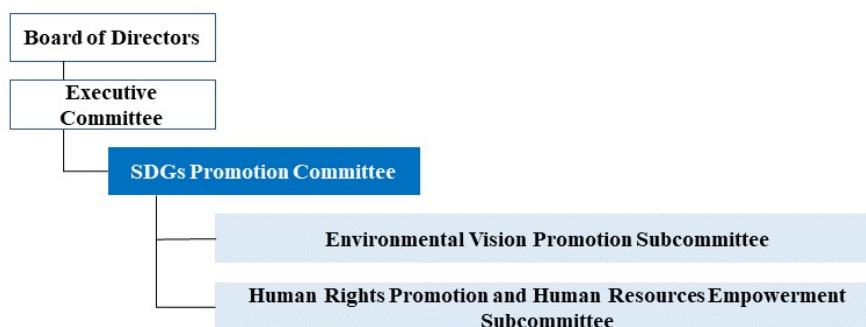 Board of Directors
Executive
Committee
SDGs Promotion Committee
Environmental Vision Promotion Subcommittee
Human Rights Promotion and Human Resources Empowerment
Subcommittee